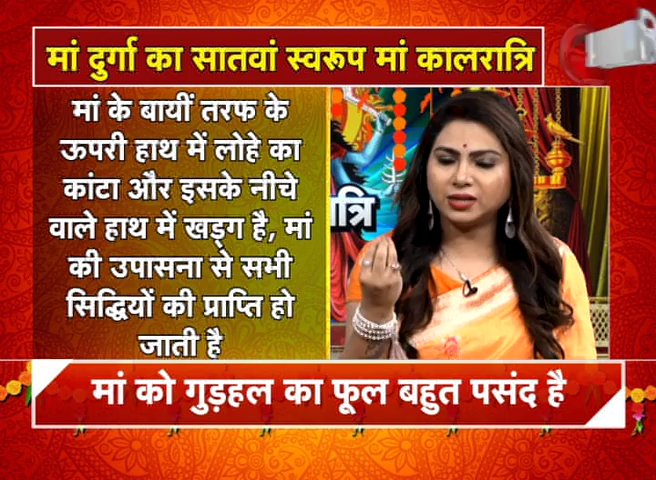 मां दुर्गा का सातवां स्वरूप मां कालरात्रि
मां के बायीं तरफ के
ऊपरी हाथ में लोहे का
कांटा और इसके नीचे
वाले हाथ में खड्ग है, मां
की उपासना से सभी
सिद्धियों की प्राप्ति हो
जाती है
त्रि
मां को गुड़हल का फूल बहुत पसंद है